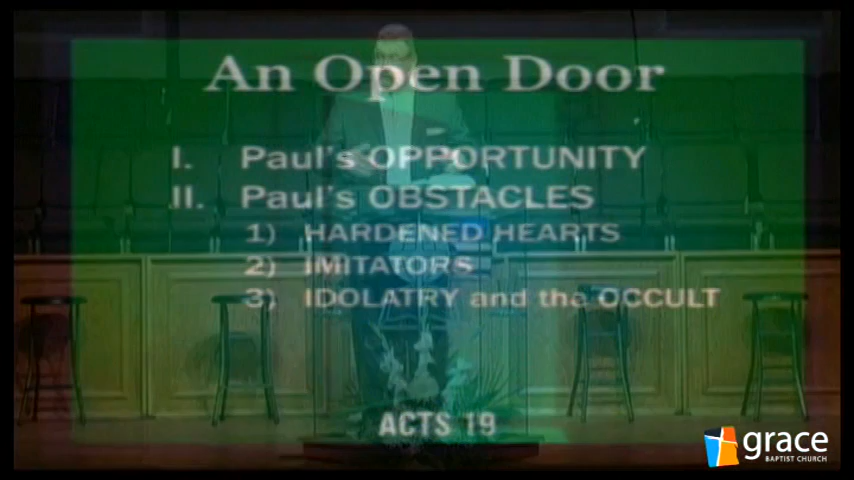 An Open Door
I. Paul's OPPORTUNITY
II. Paul's OBSTACLES
1) HARDENED HEARTS
2) IMITATORS
3) IDOLATRY and the OCCULT
ACTS 19
grace
BAPTIST CHURCH